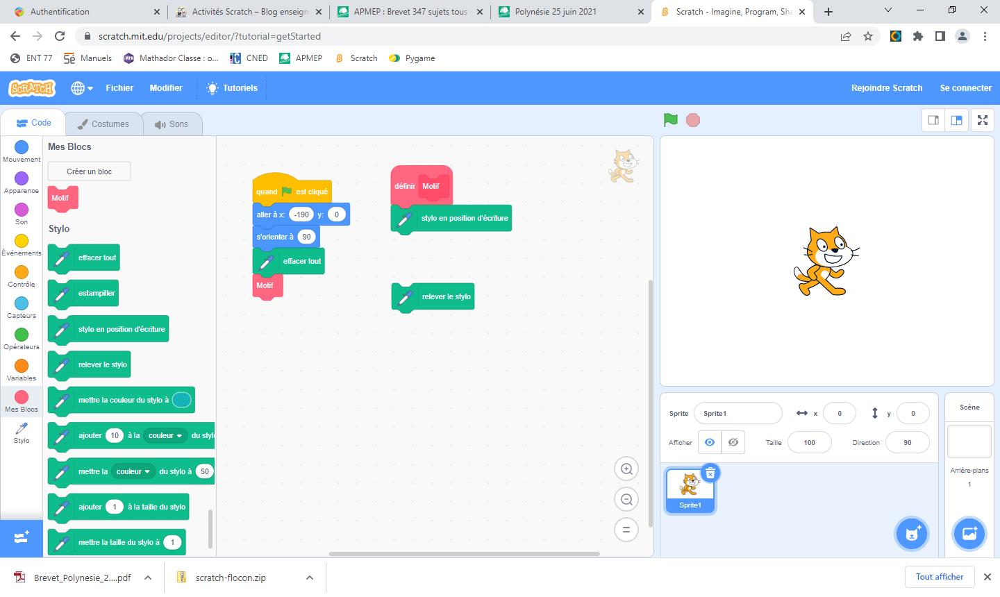 Authentification
Activités Scratch – Blog enseign
APMEP : Brevet 347 sujets tous
Polynésie 25 juin 2021
Scratch - Imagine, Program, Sha
scratch.mit.edu/projects/editor/?tutorial=getStarted
ENT 77
Manuels
Mathador Classe : o...
CNED
APMEP
Scratch
Pygame
SCRATCH
Fichier
Modifier
Tutoriels
Rejoindre Scratch
Se connecter
Code
Costumes
Sons
Mouvement
Apparence
Son
Événements
Contrôle
Capteurs
Opérateurs
Variables
Mes Blocs
Stylo
Mes Blocs
Créer un bloc
Motif
Stylo
effacer tout
estampiller
stylo en position d'écriture
relever le stylo
mettre la couleur du stylo à
ajouter 10 à la couleur du style
mettre la couleur du stylo à 50
ajouter 1 à la taille du stylo
mettre la taille du stylo à 1
quand est cliqué
aller à x: -190 y: 0
s'orienter à 90
effacer tout
Motif
définir Motif
stylo en position d'écriture
relever le stylo
Sprite Sprite1 x 0 y 0
Afficher Taille 100 Direction 90
Sprite1
Scène
Arrière-plans
1
Brevet_Polynesie_2....pdf
scratch-flocon.zip
Tout afficher